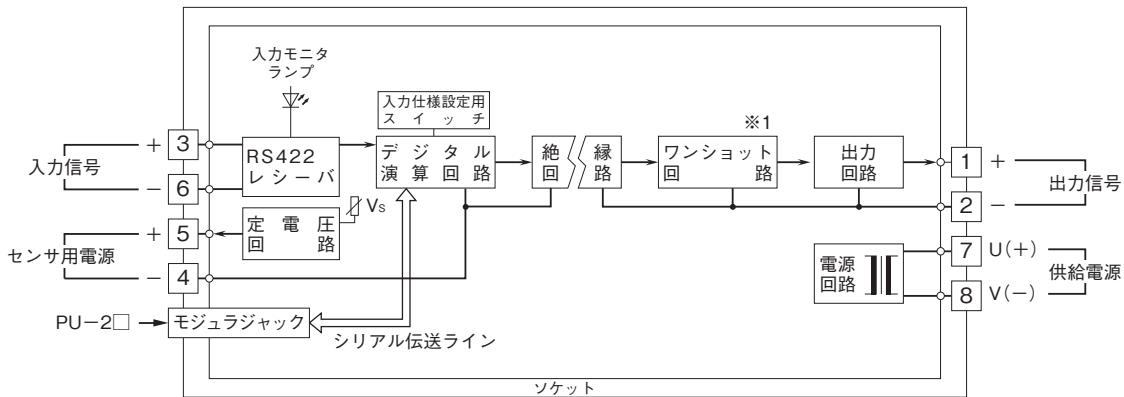 入力モニタ
ランプ
入力仕様設定用
スイッチ
※1
入力信号
+
3
−
6
RS422
レシーバ
デジタル
演算回路
絶
回
縁
路
ワンショット
回路
出力
回路
1
+
2
−
出力信号
センサ用電源
+
5
−
4
定電圧
回路
Vs
電源
回路
7
U(+)
8
V(−)
供給電源
PU−2□
モジュラジャック
シリアル伝送ライン
ソケット